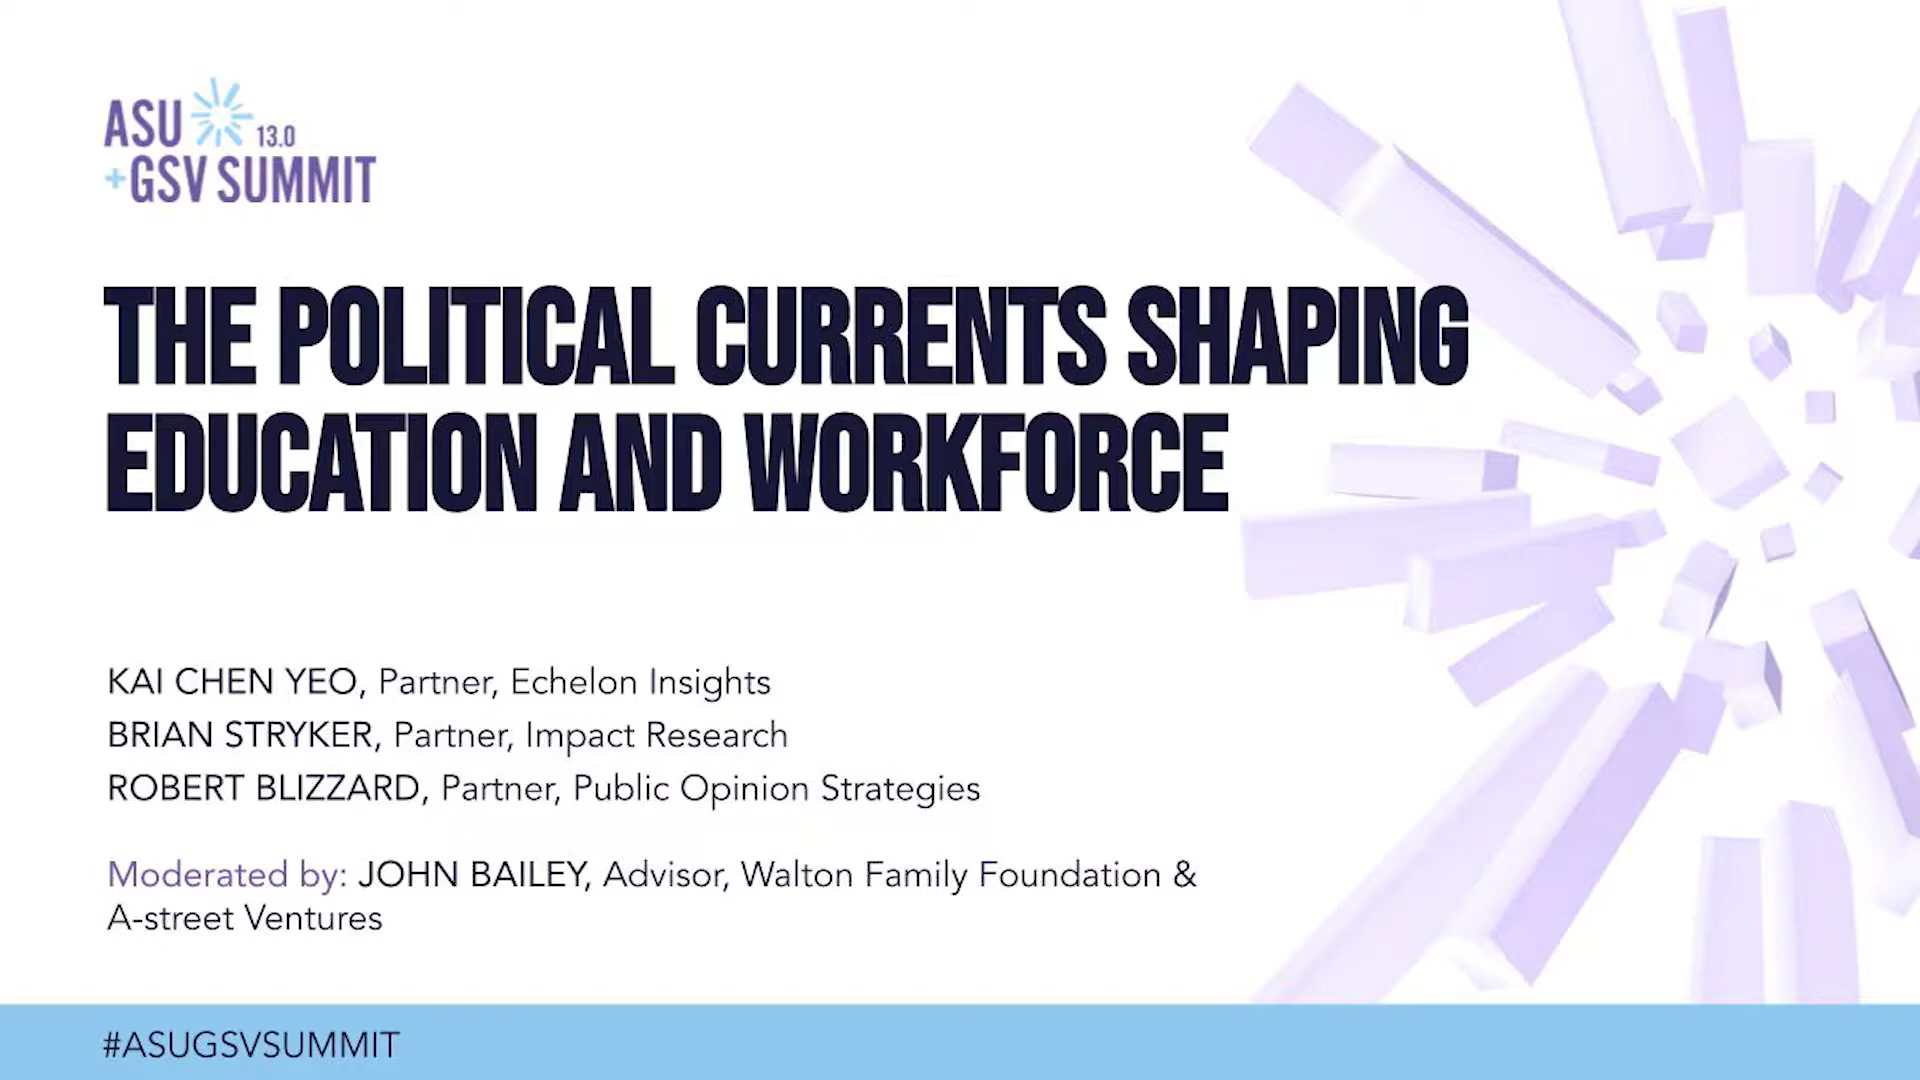 ASU 13.0
+GSV SUMMIT
THE POLITICAL CURRENTS SHAPING
EDUCATION AND WORKFORCE
KAI CHEN YEO, Partner, Echelon Insights
BRIAN STRYKER, Partner, Impact Research
ROBERT BLIZZARD, Partner, Public Opinion Strategies
Moderated by: JOHN BAILEY, Advisor, Walton Family Foundation &
A-street Ventures
#ASUGSVSUMMIT